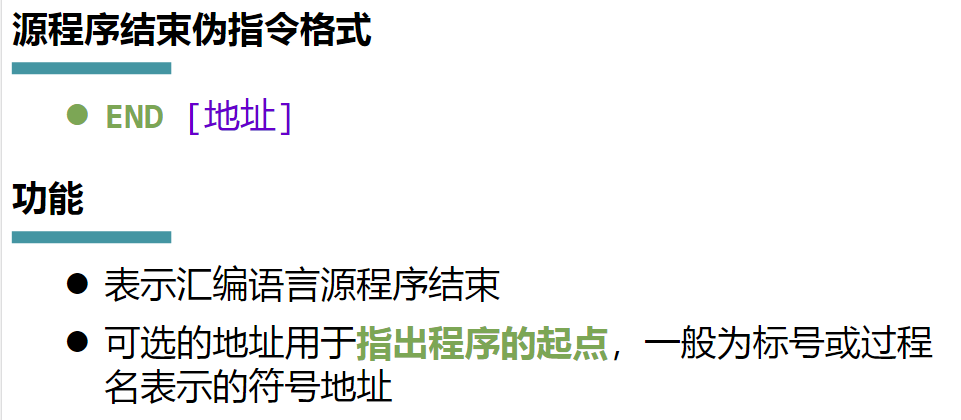 源程序结束伪指令格式
● END [地址]
功能
● 表示汇编语言源程序结束
● 可选的地址用于指出程序的起点，一般为标号或过程
名表示的符号地址